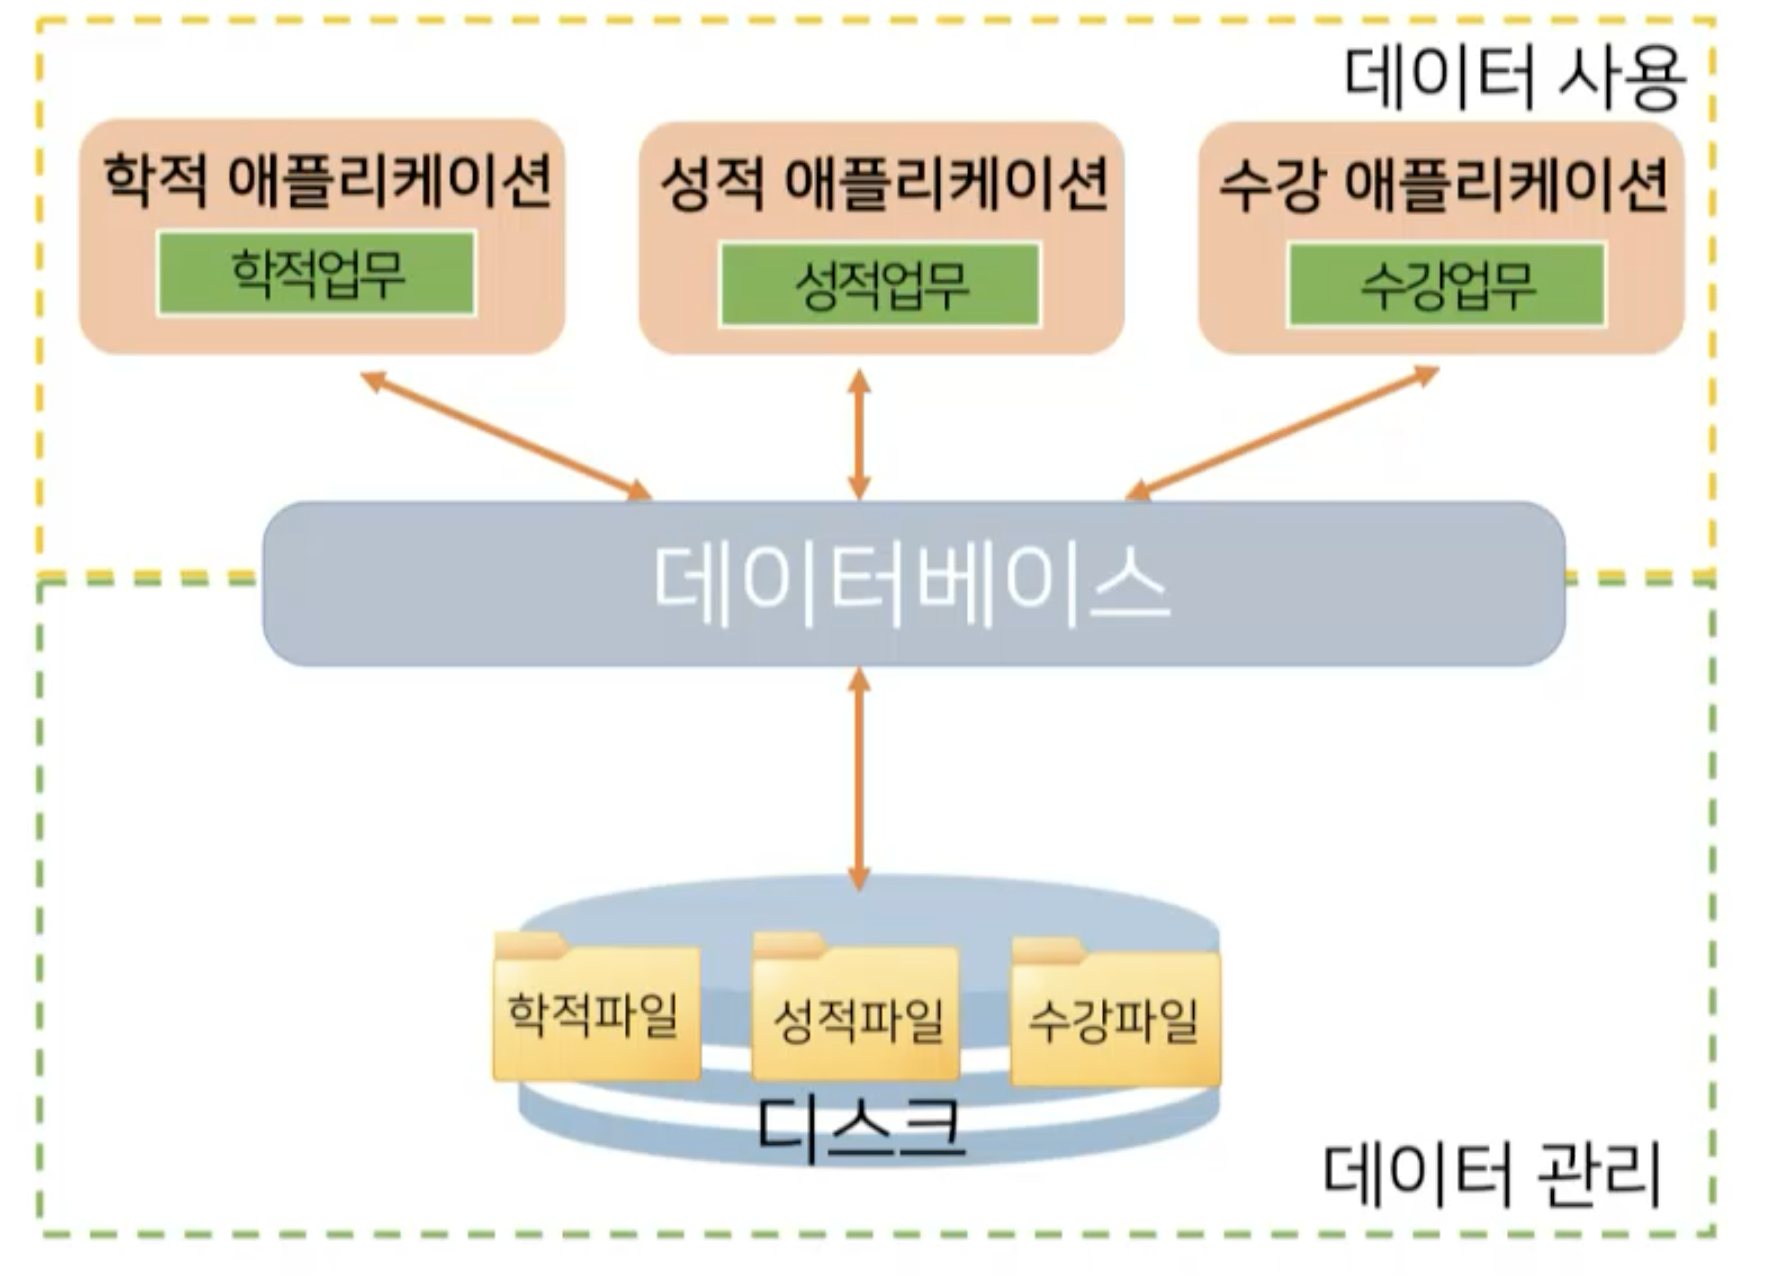 데이터 사용
학적 애플리케이션
학적업무
성적 애플리케이션
성적업무
수강 애플리케이션
수강업무
데이터베이스
학적파일
성적파일
수강파일
디스크
데이터 관리